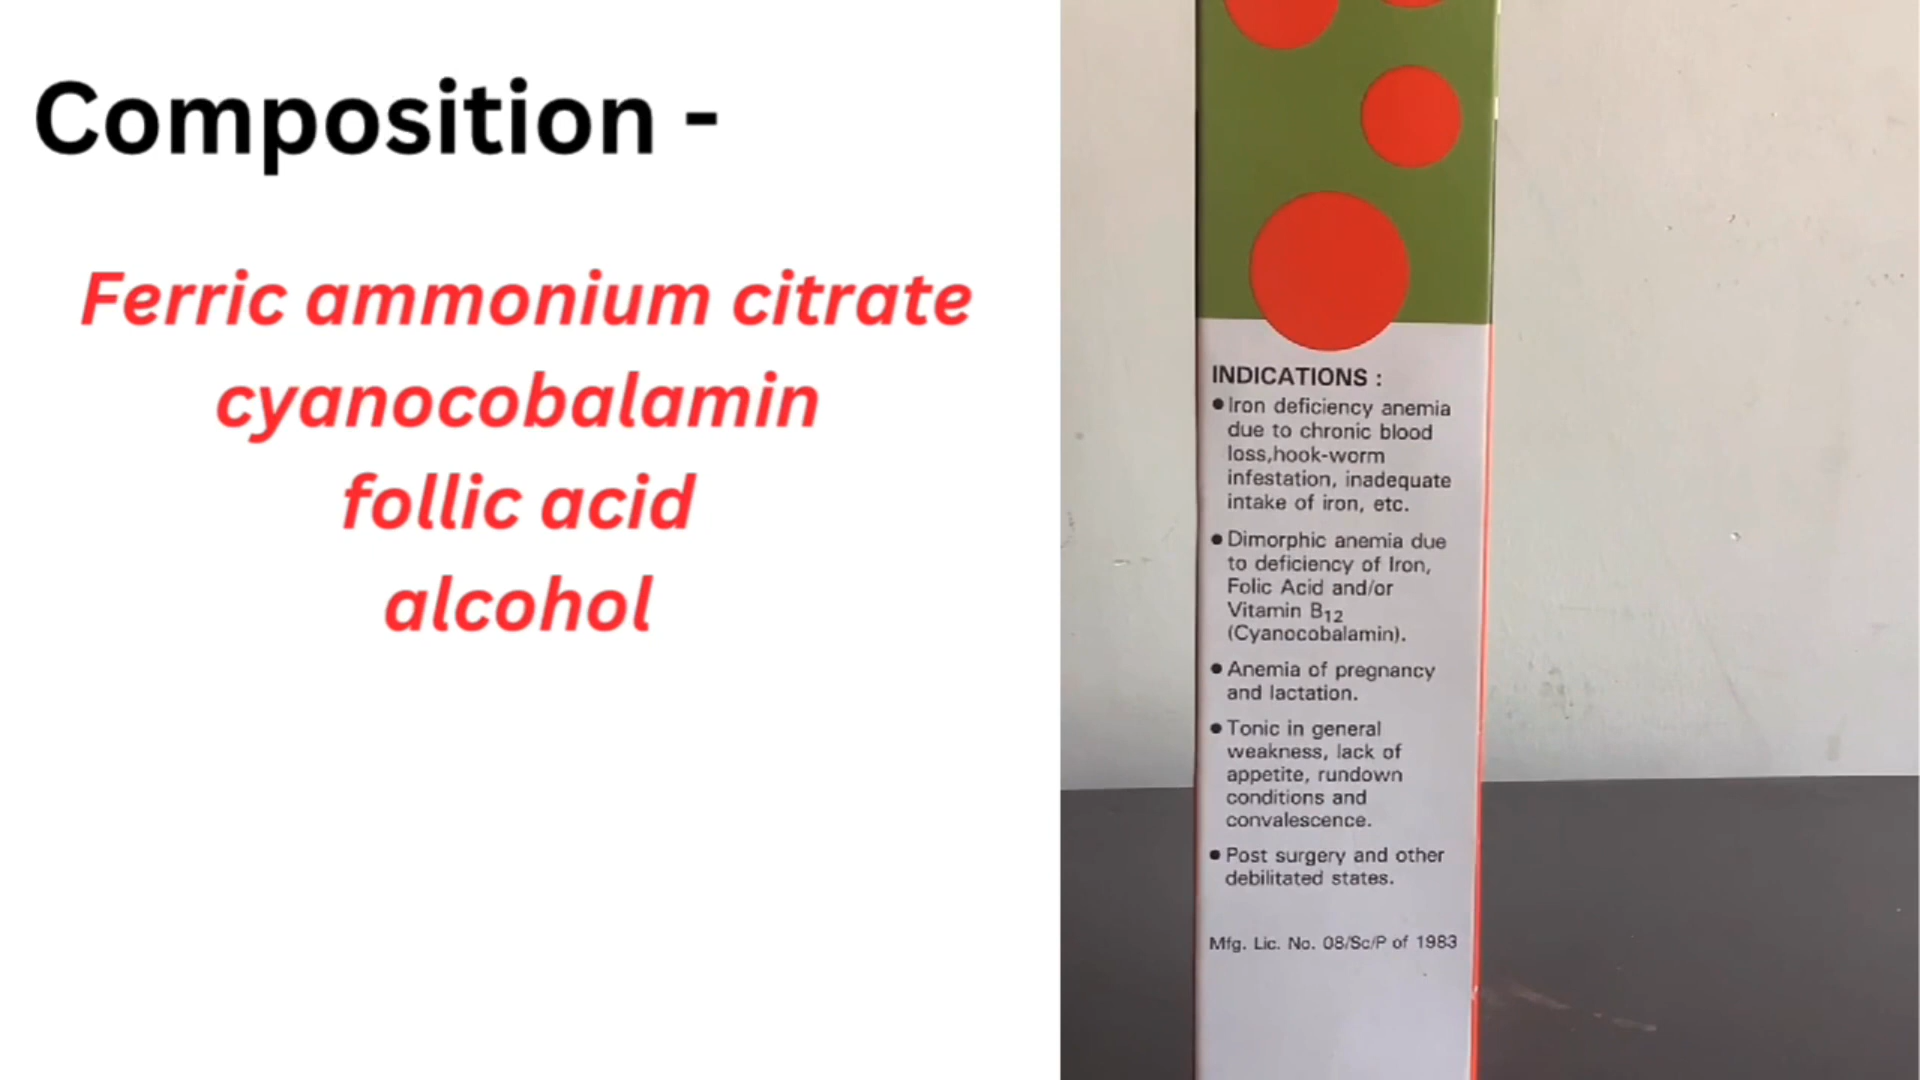 Composition -
Ferric ammonium citrate
cyanocobalamin
follic acid
alcohol
INDICATIONS :
● Iron deficiency anemia
due to chronic blood
loss,hook-worm
infestation, inadequate
intake of iron, etc.
● Dimorphic anemia due
to deficiency of Iron,
Folic Acid and/or
Vitamin B12
(Cyanocobalamin).
● Anemia of pregnancy
and lactation.
● Tonic in general
weakness, lack of
appetite, rundown
conditions and
convalescence.
● Post surgery and other
debilitated states.
Mfg. Lic. No. 08/Sc/P of 1983